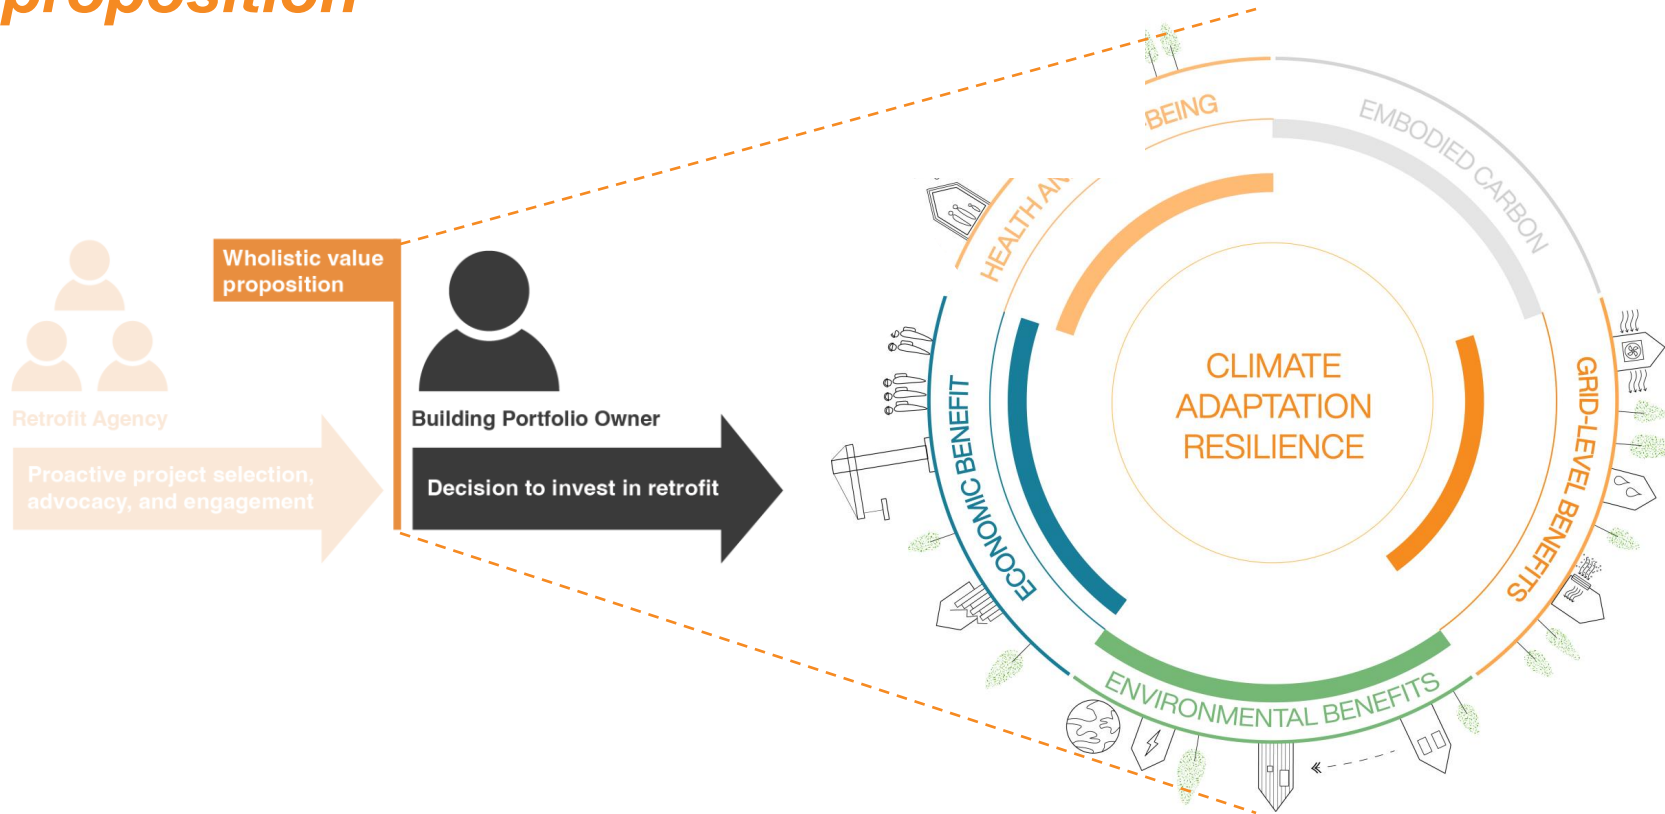 proposition
Wholistic value
proposition
Retrofit Agency
Proactive project selection,
advocacy, and engagement
Building Portfolio Owner
Decision to invest in retrofit
HEALTH AN
-BEING
EMBODIED CARBON
GRID-LEVEL BENEFITS
ENVIRONMENTAL BENEFITS
ECONOMIC BENEFIT
CLIMATE
ADAPTATION
RESILIENCE